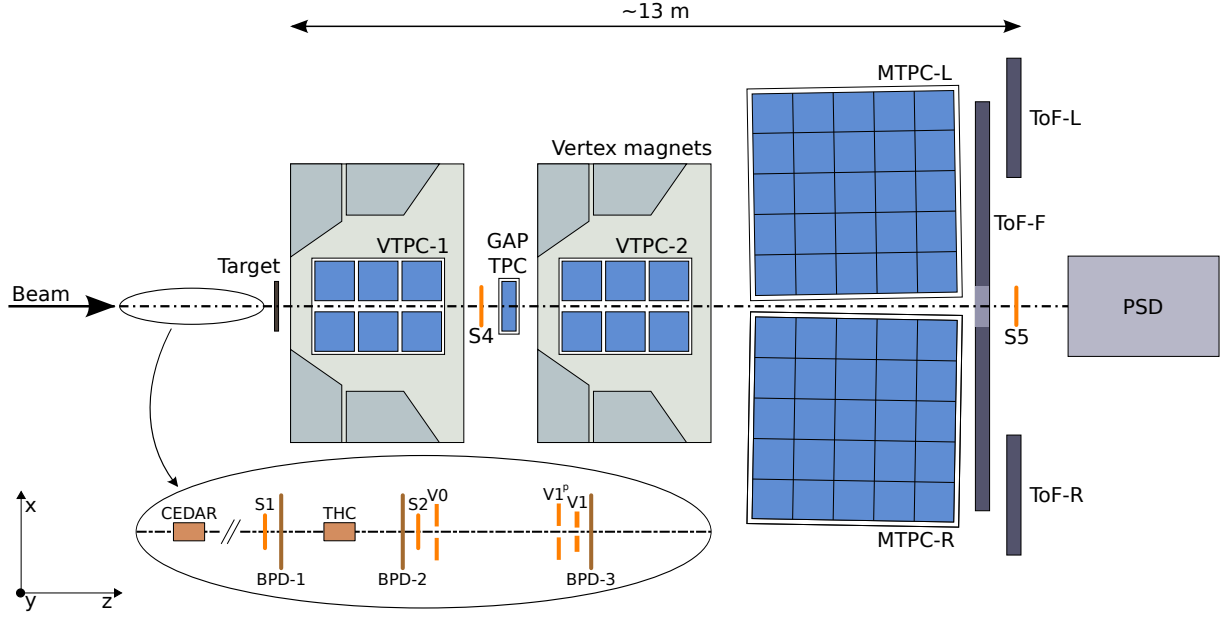 ~13 m
MTPC-L
ToF-L
Vertex magnets
ToF-F
VTPC-1
GAP
TPC
VTPC-2
Target
Beam
S4
S5
PSD
x
CEDAR
S1
THC
S2
V0
V1p
V1
ToF-R
MTPC-R
BPD-1
BPD-2
BPD-3
y
z